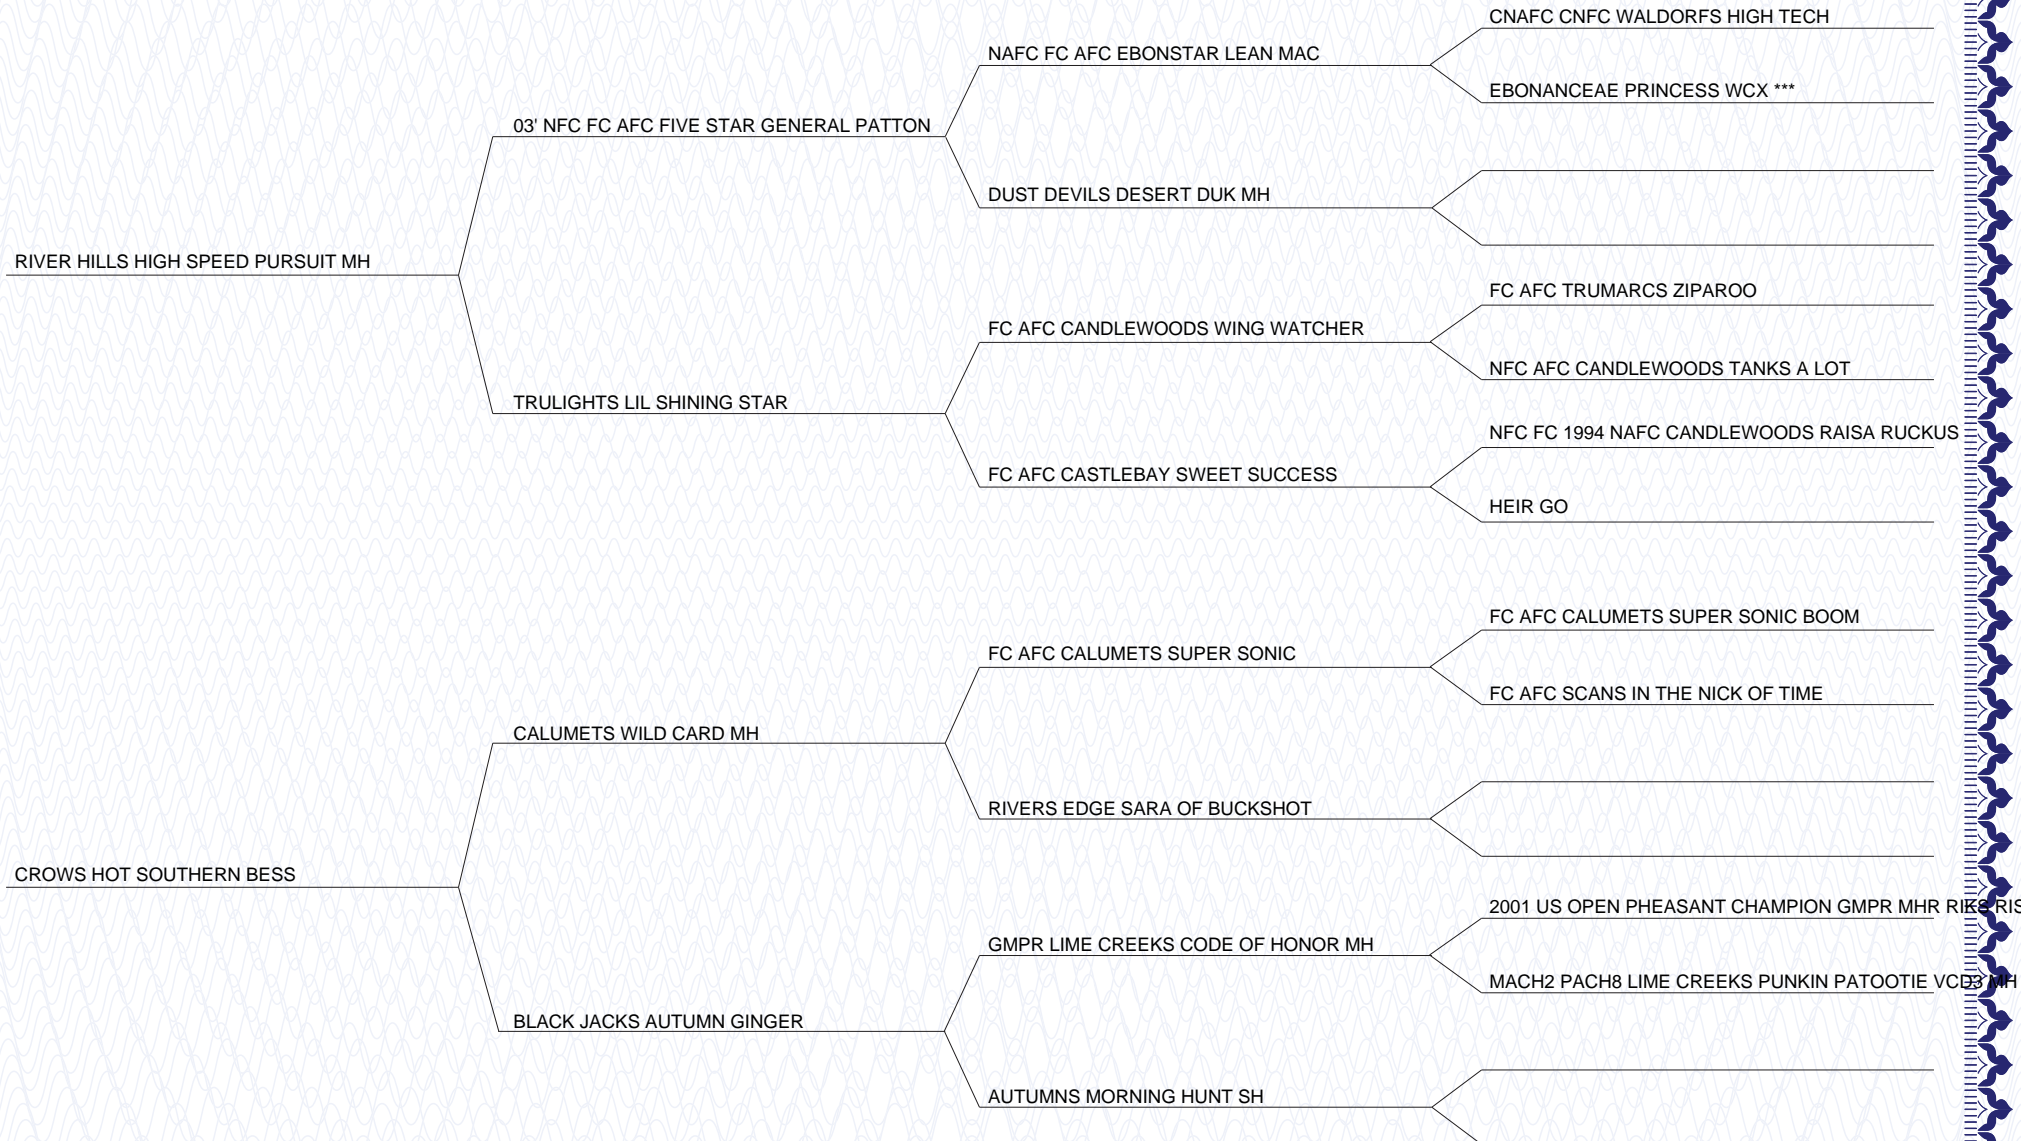 CNAFC CNFC WALDORFS HIGH TECH
NAFC FC AFC EBONSTAR LEAN MAC
EBONANCEAE PRINCESS WCX ***
03' NFC FC AFC FIVE STAR GENERAL PATTON
DUST DEVILS DESERT DUK MH
RIVER HILLS HIGH SPEED PURSUIT MH
FC AFC TRUMARCS ZIPAROO
FC AFC CANDLEWOODS WING WATCHER
NFC AFC CANDLEWOODS TANKS A LOT
TRULIGHTS LIL SHINING STAR
NFC FC 1994 NAFC CANDLEWOODS RAISA RUCKUS
FC AFC CASTLEBAY SWEET SUCCESS
HEIR GO
FC AFC CALUMETS SUPER SONIC BOOM
FC AFC CALUMETS SUPER SONIC
FC AFC SCANS IN THE NICK OF TIME
CALUMETS WILD CARD MH
RIVERS EDGE SARA OF BUCKSHOT
CROWS HOT SOUTHERN BESS
2001 US OPEN PHEASANT CHAMPION GMPR MHR RIKS RIS
GMPR LIME CREEKS CODE OF HONOR MH
MACH2 PACH8 LIME CREEKS PUNKIN PATOOTIE VCD3 MH
BLACK JACKS AUTUMN GINGER
AUTUMNS MORNING HUNT SH